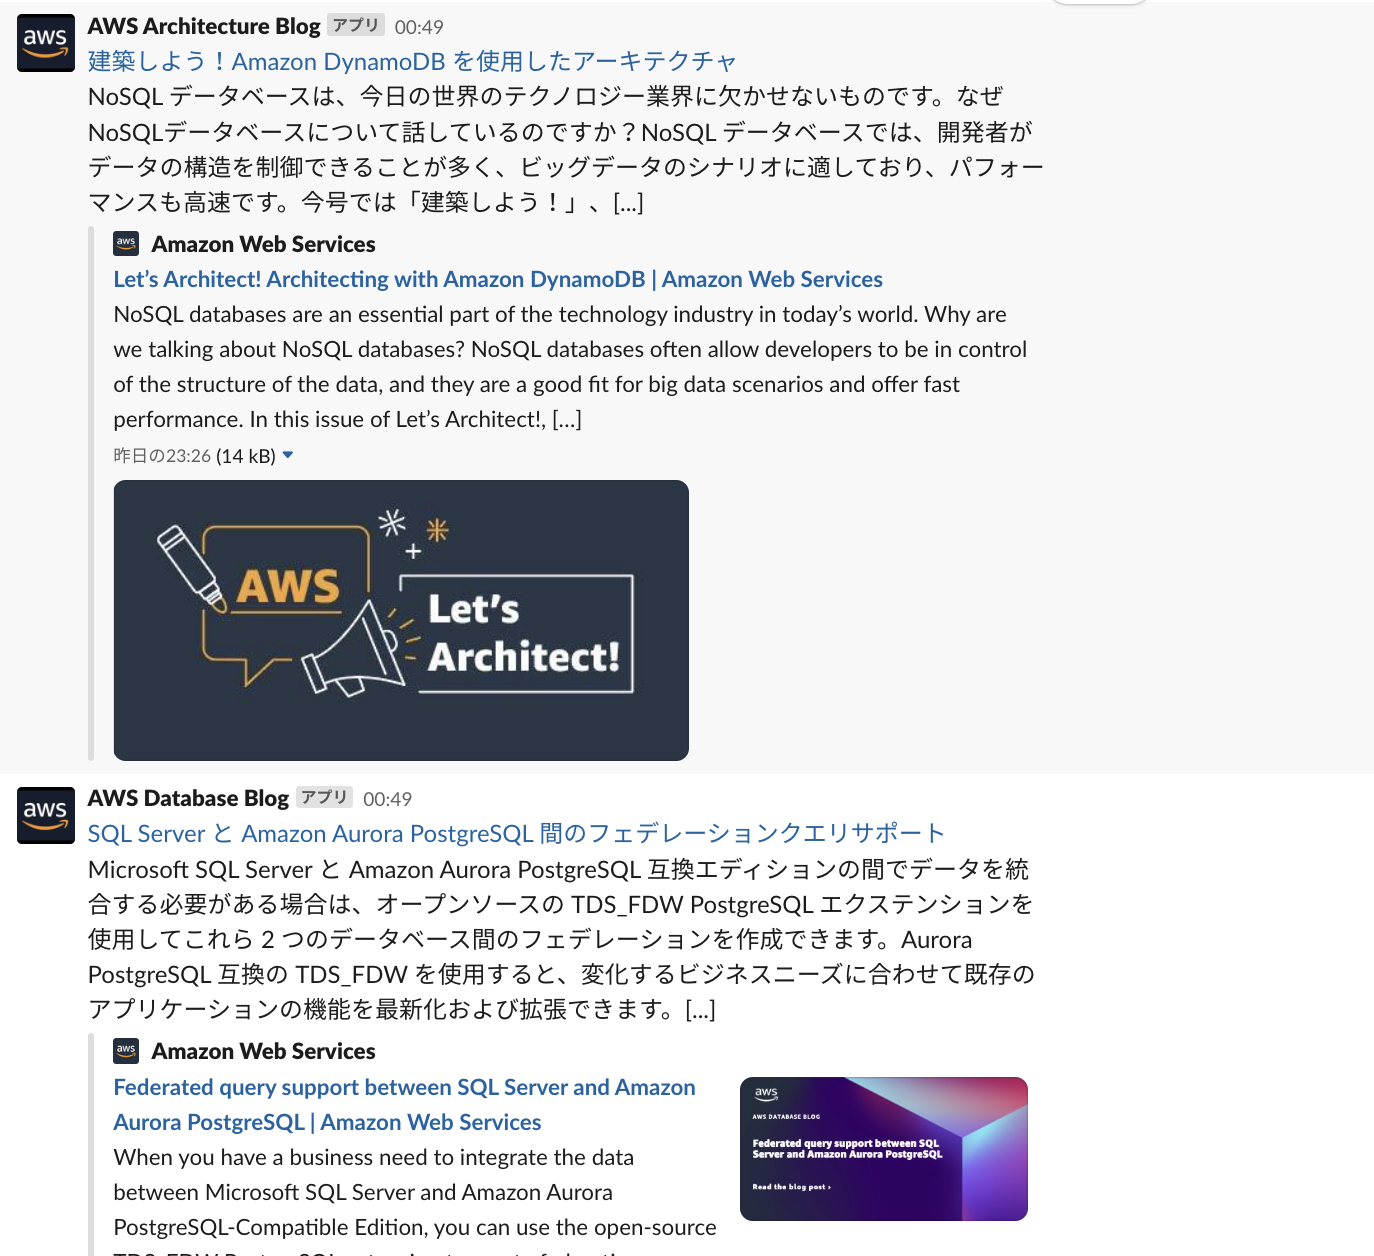 aws
AWS Architecture Blog アプリ 00:49
建築しよう！Amazon DynamoDB を使用したアーキテクチャ
NoSQL データベースは、今日の世界のテクノロジー業界に欠かせないものです。なぜ
NoSQLデータベースについて話しているのですか？NoSQL データベースでは、開発者が
データの構造を制御できることが多く、ビッグデータのシナリオに適しており、パフォー
マンスも高速です。今号では「建築しよう！」、[...]
aws Amazon Web Services
Let’s Architect! Architecting with Amazon DynamoDB | Amazon Web Services
NoSQL databases are an essential part of the technology industry in today’s world. Why are
we talking about NoSQL databases? NoSQL databases often allow developers to be in control
of the structure of the data, and they are a good fit for big data scenarios and offer fast
performance. In this issue of Let’s Architect!, […]
昨日の23:26 (14 kB)
AWS
Let’s
Architect!
aws
AWS Database Blog アプリ 00:49
SQL Server と Amazon Aurora PostgreSQL 間のフェデレーションクエリサポート
Microsoft SQL Server と Amazon Aurora PostgreSQL 互換エディションの間でデータを統
合する必要がある場合は、オープンソースの TDS_FDW PostgreSQL エクステンションを
使用してこれら 2 つのデータベース間のフェデレーションを作成できます。Aurora
PostgreSQL 互換の TDS_FDW を使用すると、変化するビジネスニーズに合わせて既存の
アプリケーションの機能を最新化および拡張できます。[...]
aws Amazon Web Services
Federated query support between SQL Server and Amazon
Aurora PostgreSQL | Amazon Web Services
When you have a business need to integrate the data
between Microsoft SQL Server and Amazon Aurora
PostgreSQL-Compatible Edition, you can use the open-source
aws
AWS DATABASE BLOG
Federated query support between SQL
Server and Amazon Aurora PostgreSQL
Read the blog post ›